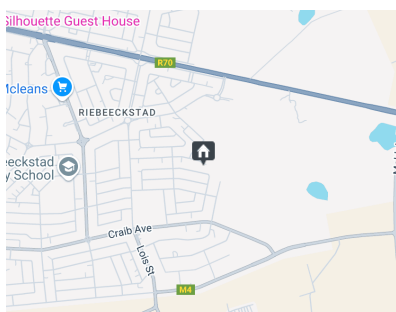 Silhouette Guest House
R70
Mcleans
RIEBEECKSTAD
eeckstad
y School
Craib Ave
Lois St
M4